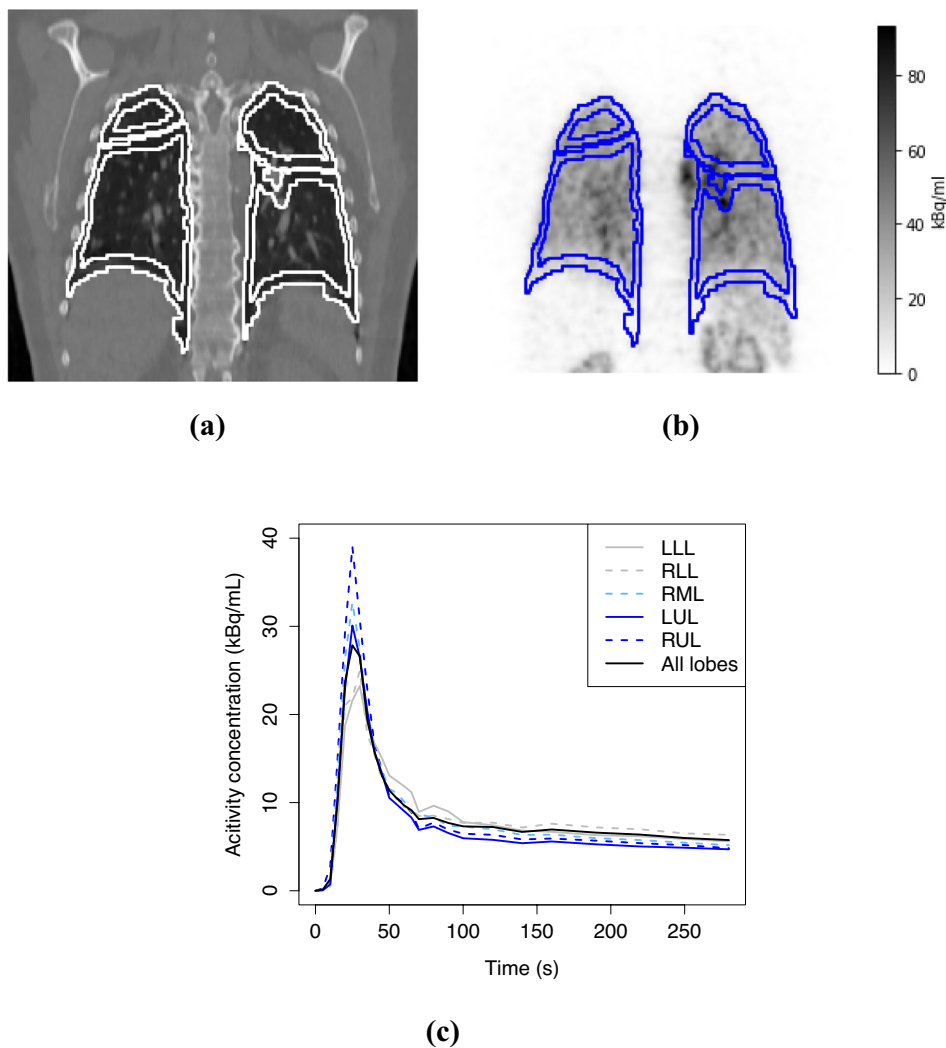 80
60
40
20
0
kBq/ml
(a)
(b)
Acitivity concentration (kBq/mL)
40
30
20
10
0
LLL
RLL
RML
LUL
RUL
All lobes
0 50 100 150 200 250
Time (s)
(c)